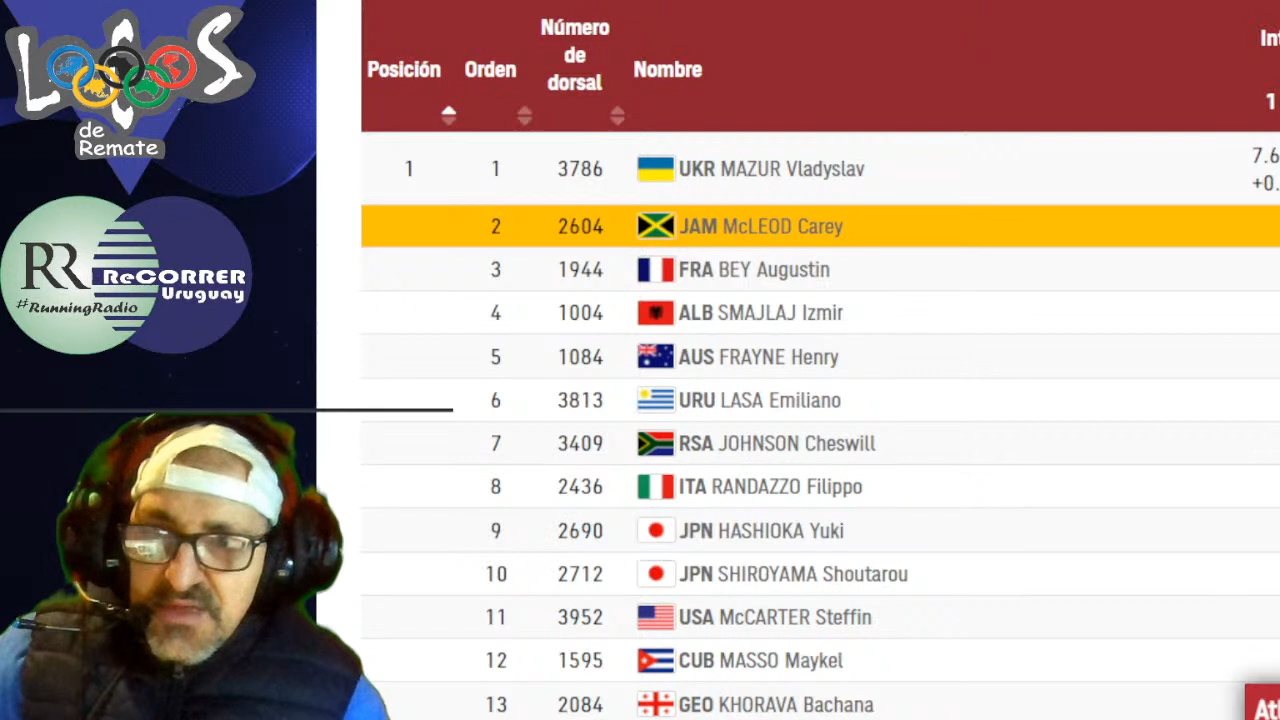 LOCOS
de
Remate
RR
ReCORRER
Uruguay
#RunningRadio
Posición Orden Número de dorsal Nombre
1
1 1 3786 UKR MAZUR Vladyslav 7.6
+0.
2 2604 JAM McLEOD Carey
3 1944 FRA BEY Augustin
4 1004 ALB SMAJLAJ Izmir
5 1084 AUS FRAYNE Henry
6 3813 URU LASA Emiliano
7 3409 RSA JOHNSON Cheswill
8 2436 ITA RANDAZZO Filippo
9 2690 JPN HASHIOKA Yuki
10 2712 JPN SHIROYAMA Shoutarou
11 3952 USA McCARTER Steffin
12 1595 CUB MASSO Maykel
13 2084 GEO KHORAVA Bachana